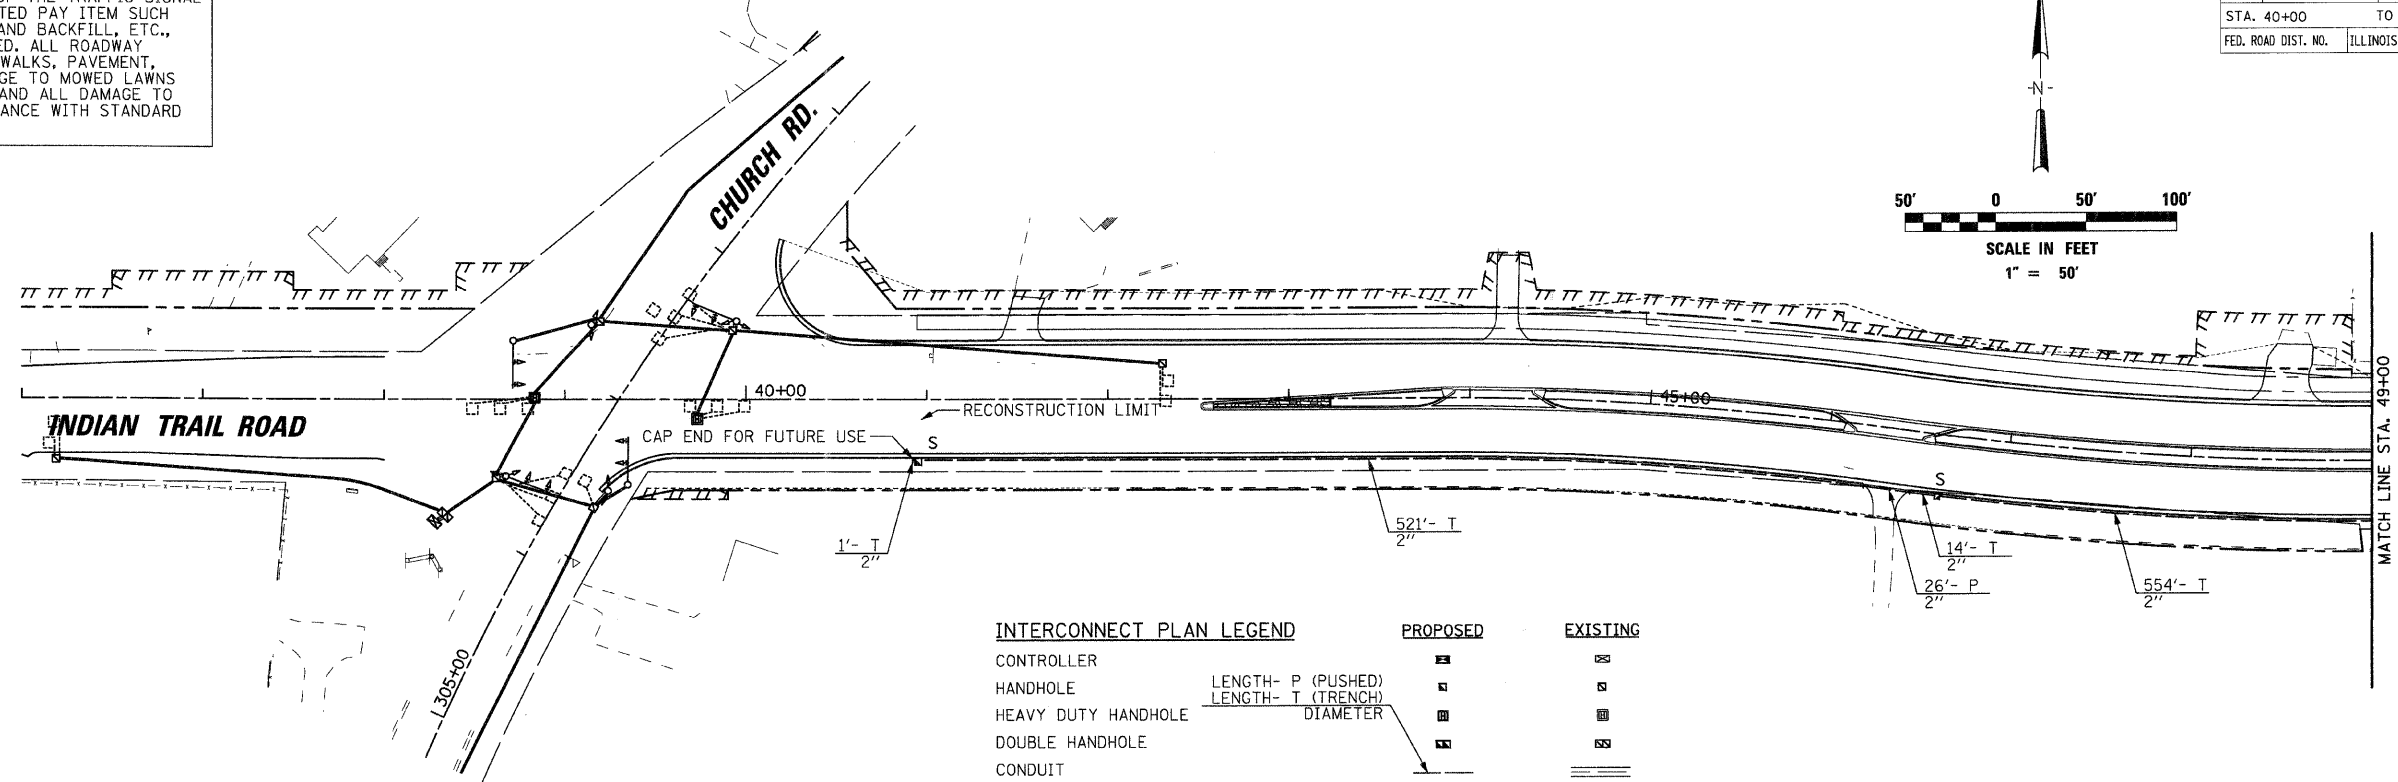 TED PAY ITEM SUCH
AND BACKFILL, ETC.,
ED. ALL ROADWAY
WALKS, PAVEMENT,
GE TO MOWED LAWNS
AND ALL DAMAGE TO
ANCE WITH STANDARD
STA. 40+00 TO
FED. ROAD DIST. NO. ILLINOIS
-N-
CHURCH RD.
50' 0 50' 100'
SCALE IN FEET
1" = 50'
40+00
45+00
RECONSTRUCTION LIMIT
INDIAN TRAIL ROAD
CAP END FOR FUTURE USE
S
S
MATCH LINE STA. 49+00
1'- T
2"
521'- T
2"
14'- T
2"
26'- P
2"
554'- T
2"
305+00
INTERCONNECT PLAN LEGEND PROPOSED EXISTING
CONTROLLER
HANDHOLE
HEAVY DUTY HANDHOLE
DOUBLE HANDHOLE
CONDUIT
LENGTH- P (PUSHED)
LENGTH- T (TRENCH)
DIAMETER